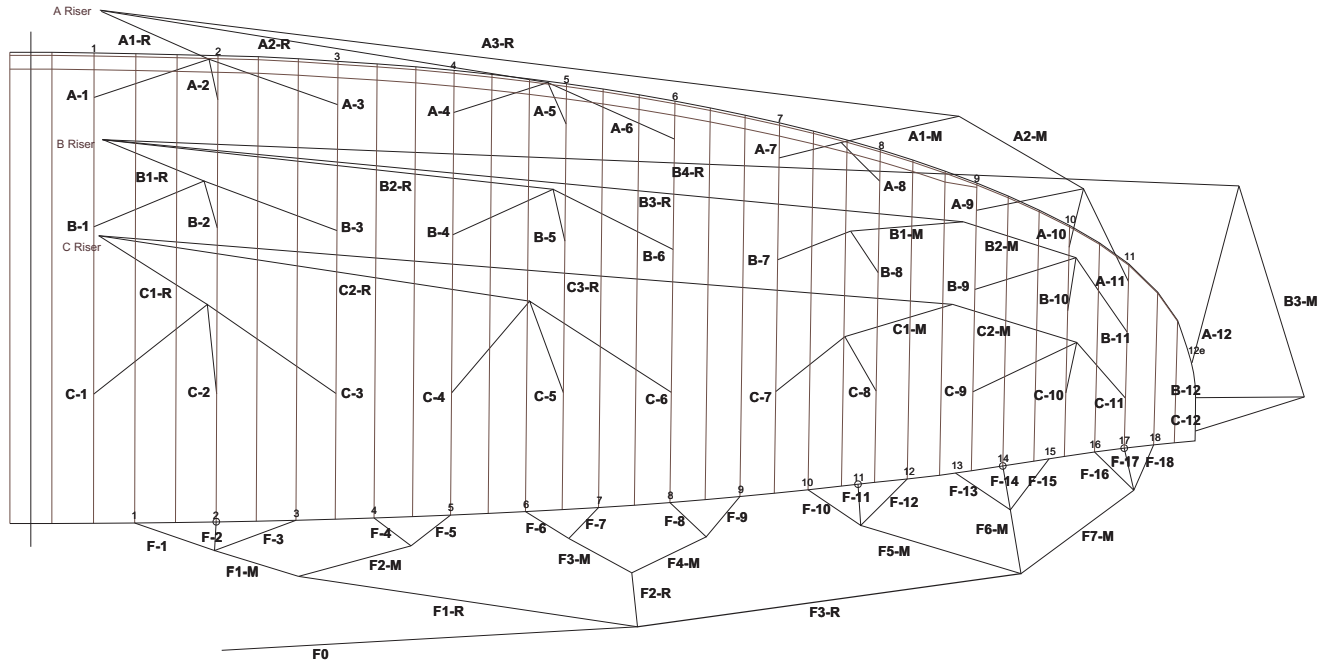 A Riser
A1-R
A2-R
A3-R
1
2
3
4
5
6
7
8
9
10
11
12e
A-1
A-2
A-3
A-4
A-5
A-6
A-7
A-8
A1-M
A2-M
A-9
A-10
A-11
A-12
B Riser
B1-R
B2-R
B3-R
B4-R
B-1
B-2
B-3
B-4
B-5
B-6
B-7
B-8
B1-M
B2-M
B3-M
B-9
B-10
B-11
B-12
C Riser
C1-R
C2-R
C3-R
C1-M
C2-M
C-1
C-2
C-3
C-4
C-5
C-6
C-7
C-8
C-9
C-10
C-11
C-12
1
2
3
4
5
6
7
8
9
10
11
12
13
14
15
16
17
18
F-1
F-2
F-3
F-4
F-5
F-6
F-7
F-8
F-9
F-10
F-11
F-12
F-13
F-14
F-15
F-16
F-17
F-18
F1-M
F2-M
F3-M
F4-M
F5-M
F6-M
F7-M
F1-R
F2-R
F3-R
F0